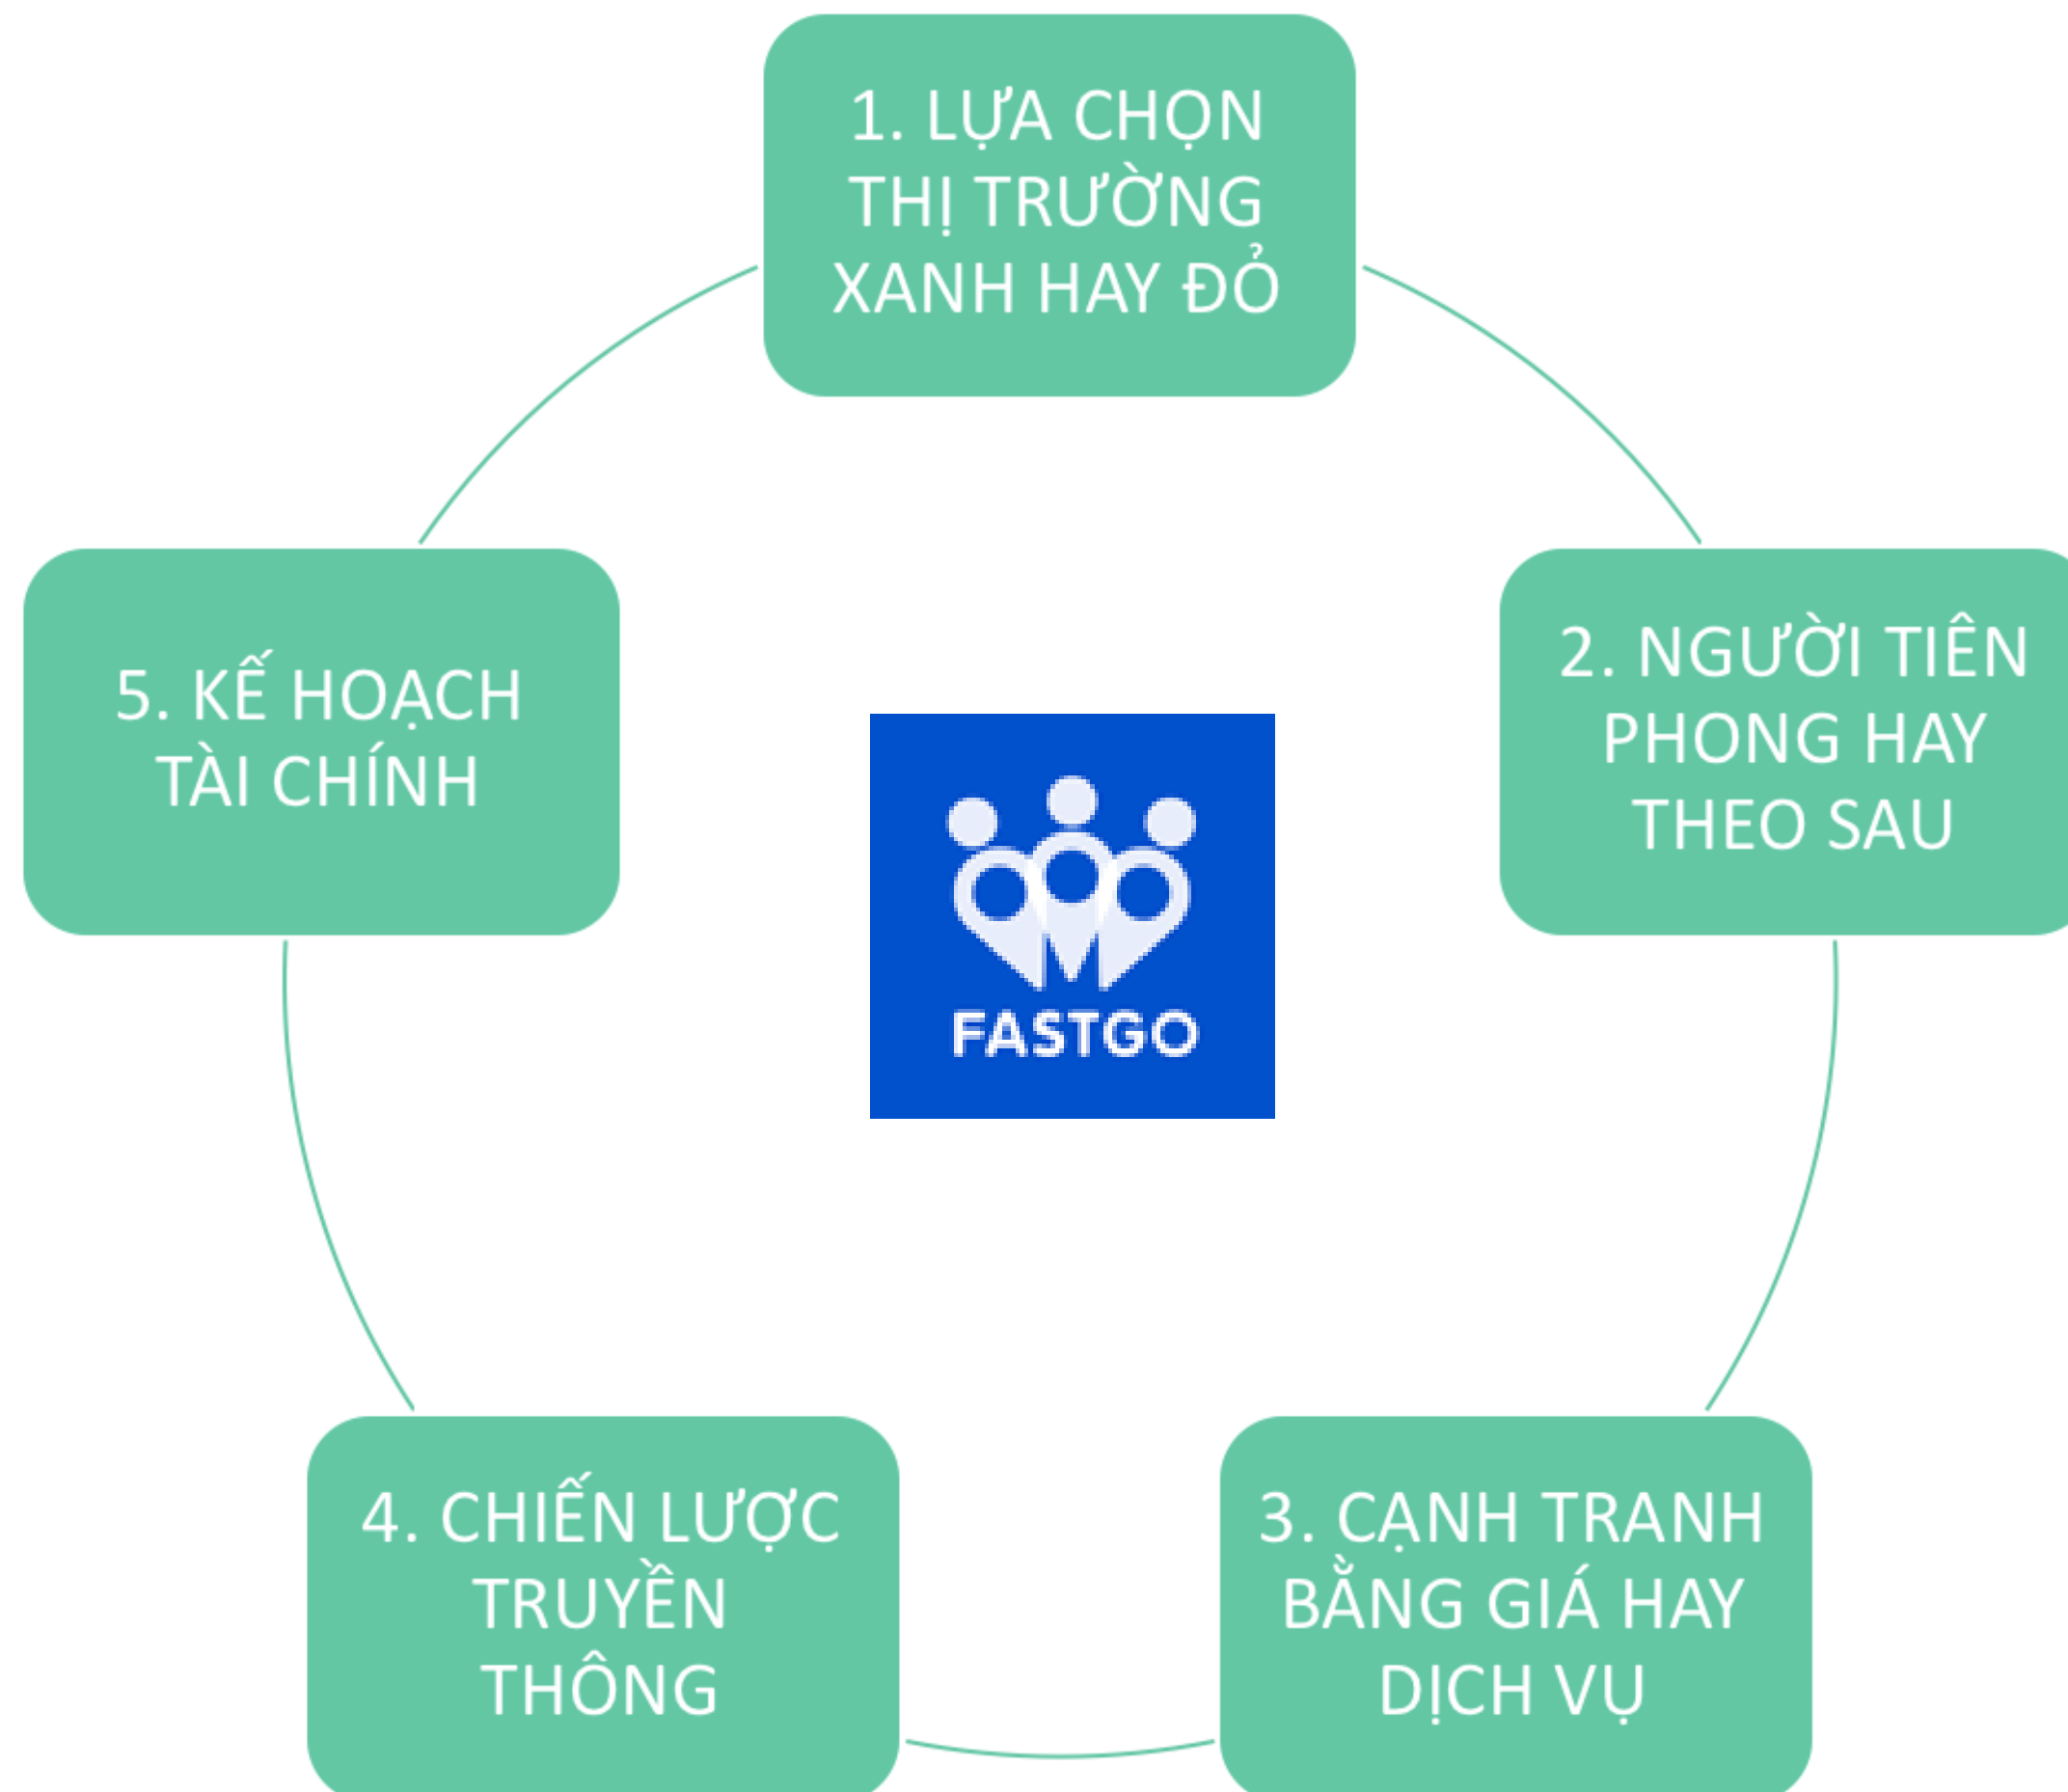 1. LỰA CHỌN
THỊ TRƯỜNG
XANH HAY ĐỎ
2. NGƯỜI TIÊN
PHONG HAY
THEO SAU
3. CẠNH TRANH
BẰNG GIÁ HAY
DỊCH VỤ
4. CHIẾN LƯỢC
TRUYỀN
THÔNG
5. KẾ HOẠCH
TÀI CHÍNH
FASTGO